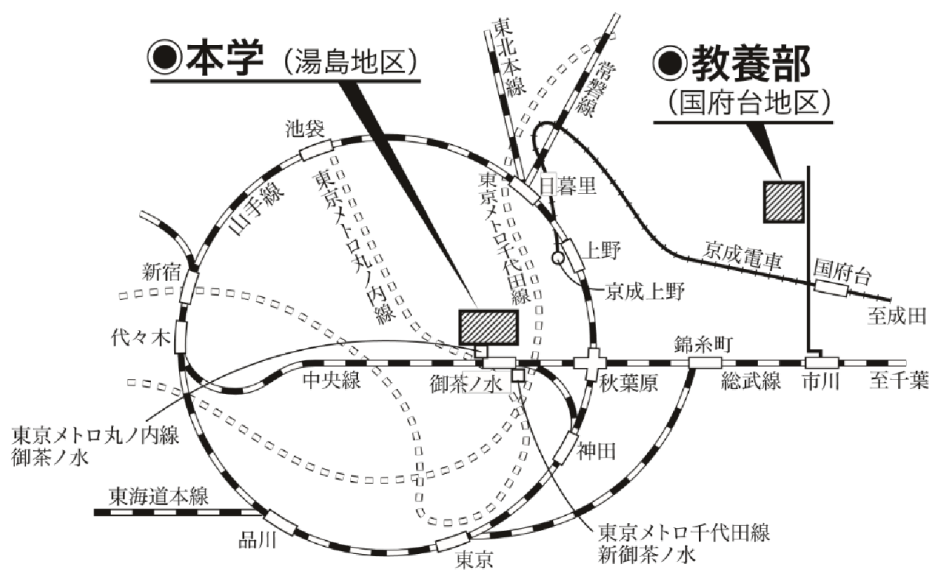 ◉本学（湯島地区）
◉教養部
（国府台地区）
東北本線
常磐線
池袋
山手線
東京メトロ丸ノ内線
東京メトロ千代田線
日暮里
上野
京成上野
京成電車
国府台
至成田
新宿
代々木
中央線
御茶ノ水
秋葉原
錦糸町
総武線
市川
至千葉
東京メトロ丸ノ内線
御茶ノ水
神田
東海道本線
品川
東京
東京メトロ千代田線
新御茶ノ水